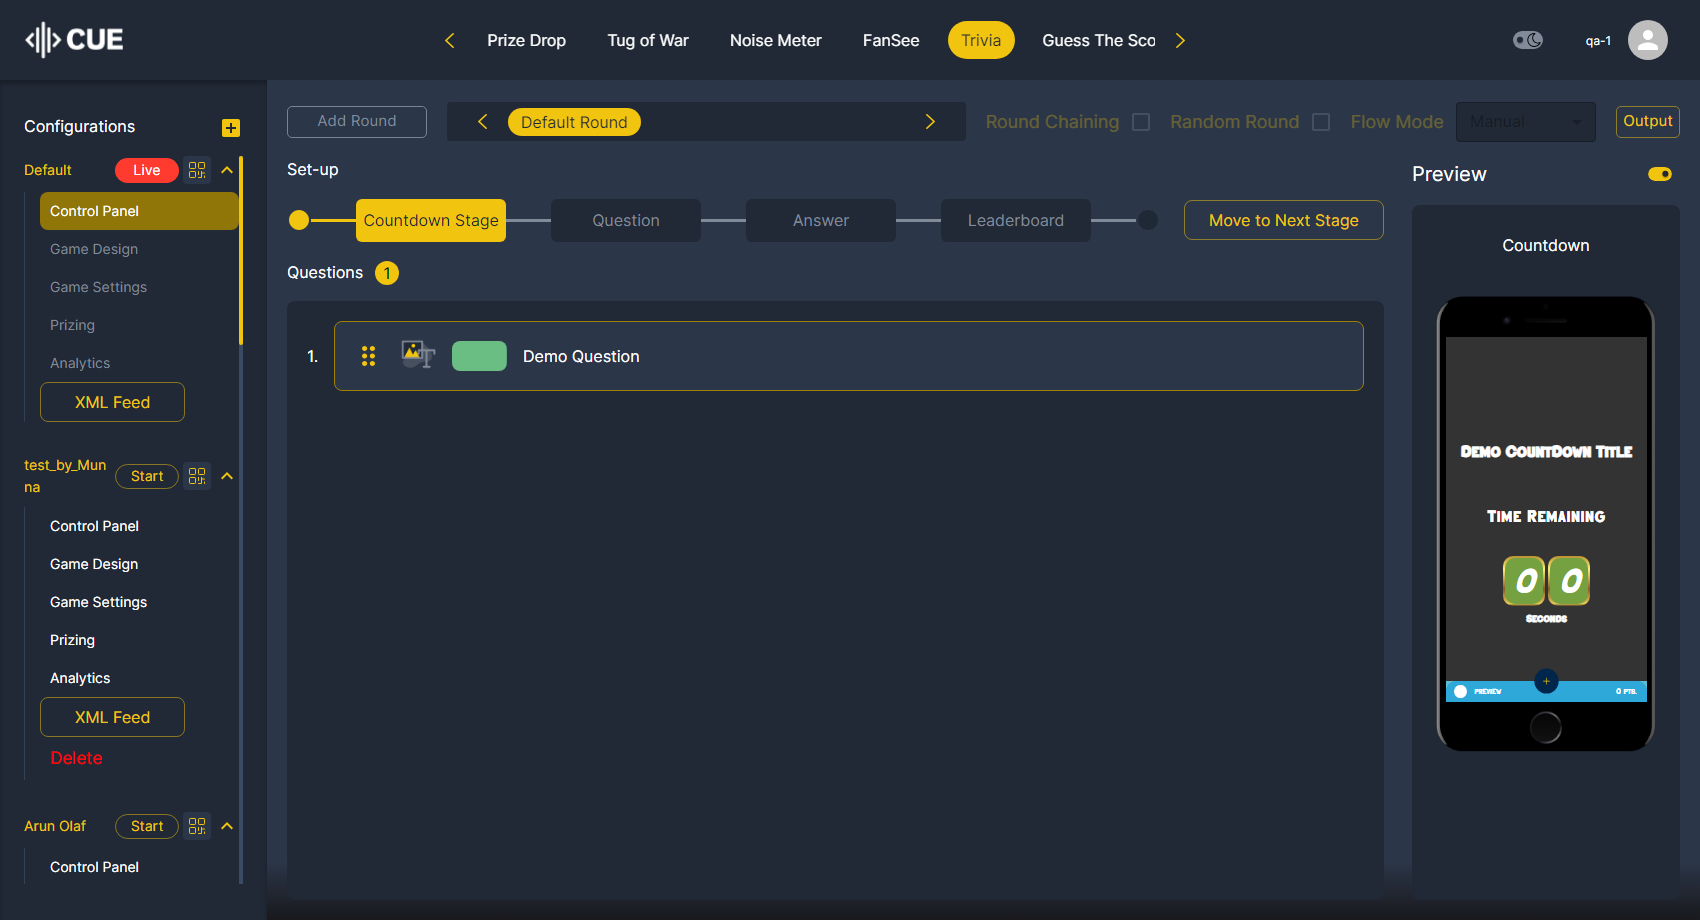 CUE
Prize Drop
Tug of War
Noise Meter
FanSee
Trivia
Guess The Sco
qa-1
Configurations
Default
Live
Control Panel
Game Design
Game Settings
Prizing
Analytics
XML Feed
test_by_Mun
na
Start
Control Panel
Game Design
Game Settings
Prizing
Analytics
XML Feed
Delete
Arun Olaf
Start
Control Panel
Add Round
Default Round
Round Chaining
Random Round
Flow Mode
Manual
Output
Set-up
Countdown Stage
Question
Answer
Leaderboard
Move to Next Stage
Questions 1
1.
Demo Question
Preview
Countdown
Demo CountDown Title
Time Remaining
0 0
Seconds
PREVIEW
0 PTS.